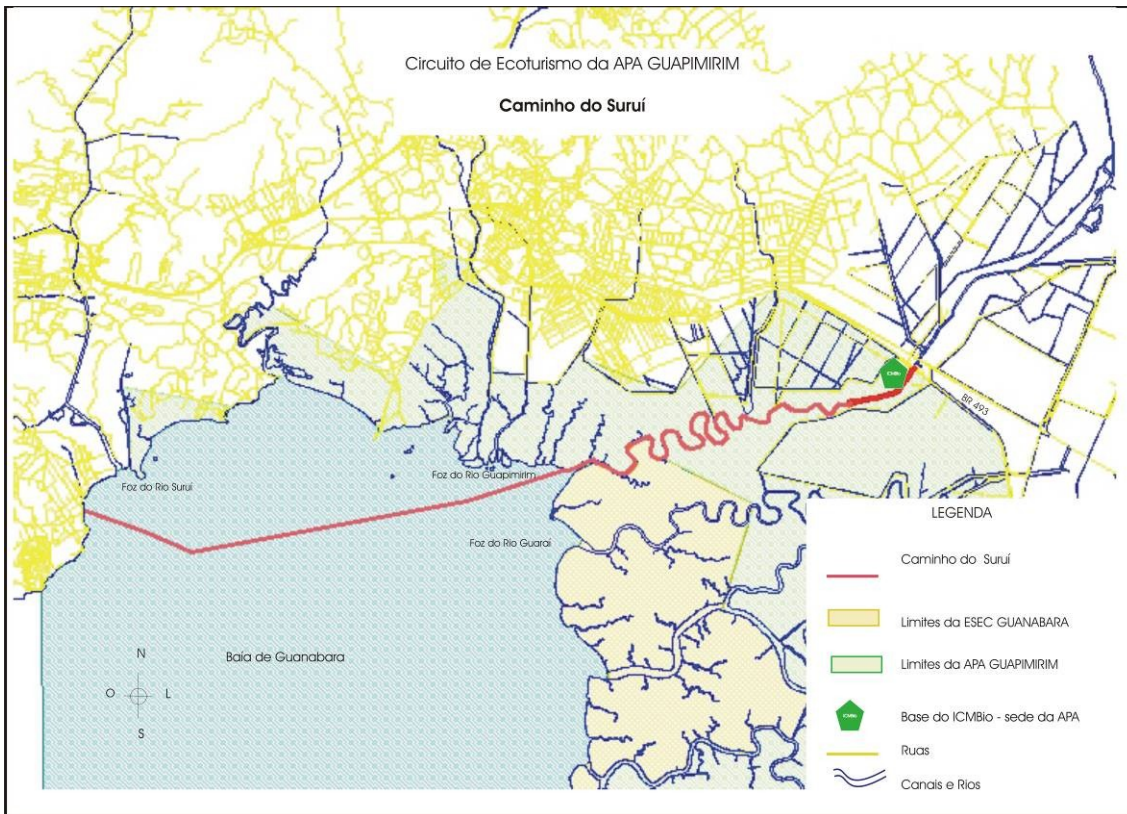 Circuito de Ecoturismo da APA GUAPIMIRIM
Caminho do Suruí
ICMBio
BR 493
Foz do Rio Suruí
Foz do Rio Guapimirim
Foz do Rio Guaraí
Baía de Guanabara
N
O L
S
LEGENDA
Caminho do Suruí
Limites da ESEC GUANABARA
Limites da APA GUAPIMIRIM
ICMBio
Base do ICMBio - sede da APA
Ruas
Canais e Rios